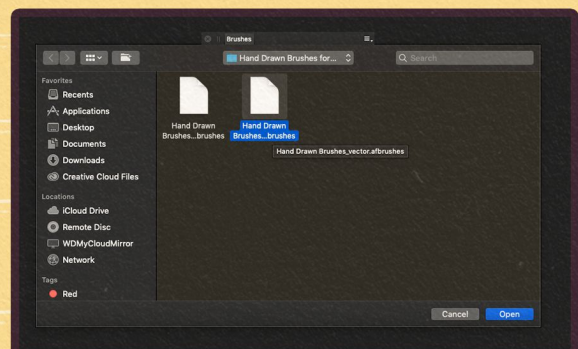 Brushes
Hand Drawn Brushes for...
Search
Favorites
Recents
Applications
Desktop
Documents
Downloads
Creative Cloud Files
Locations
iCloud Drive
Remote Disc
WDMyCloudMirror
Network
Tags
Red
Hand Drawn
Brushes...brushes
Hand Drawn
Brushes...brushes
Hand Drawn Brushes_vector.afbrushes
Cancel
Open